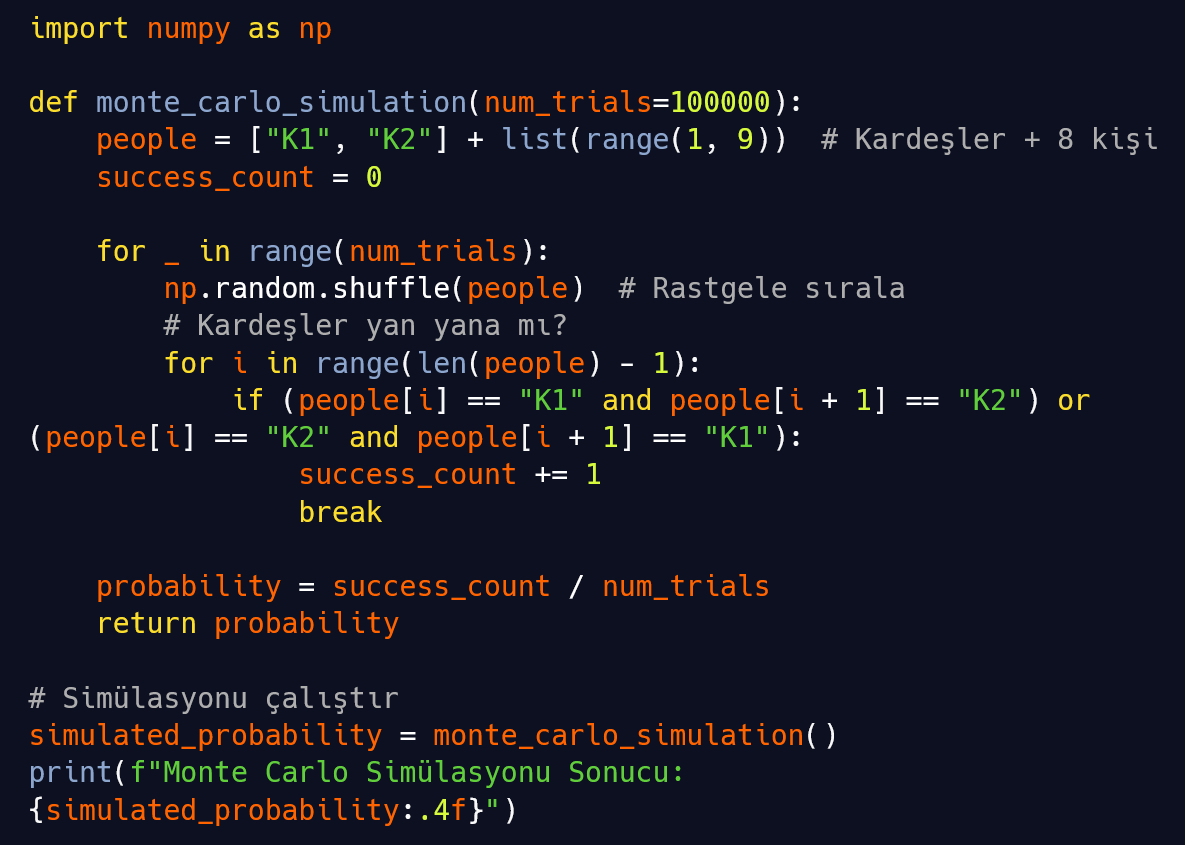 import numpy as np
def monte_carlo_simulation(num_trials=100000):
    people = ["K1", "K2"] + list(range(1, 9))  # Kardeşler + 8 kişi
    success_count = 0
    for _ in range(num_trials):
        np.random.shuffle(people)  # Rastgele sırala
        # Kardeşler yan yana mı?
        for i in range(len(people) - 1):
            if (people[i] == "K1" and people[i + 1] == "K2") or
(people[i] == "K2" and people[i + 1] == "K1"):
                success_count += 1
                break
    probability = success_count / num_trials
    return probability
# Simülasyonu çalıştır
simulated_probability = monte_carlo_simulation()
print(f"Monte Carlo Simülasyonu Sonucu:
{simulated_probability:.4f}")